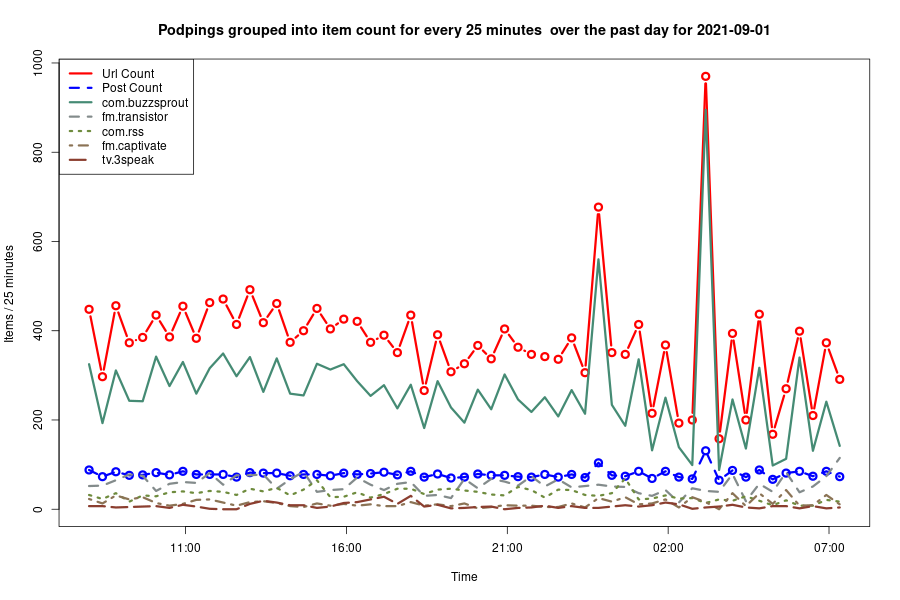 Podpings grouped into item count for every 25 minutes  over the past day for 2021-09-01
Url Count
Post Count
com.buzzsprout
fm.transistor
com.rss
fm.captivate
tv.3speak
Items / 25 minutes
1000
800
600
400
200
0
11:00
16:00
21:00
02:00
07:00
Time